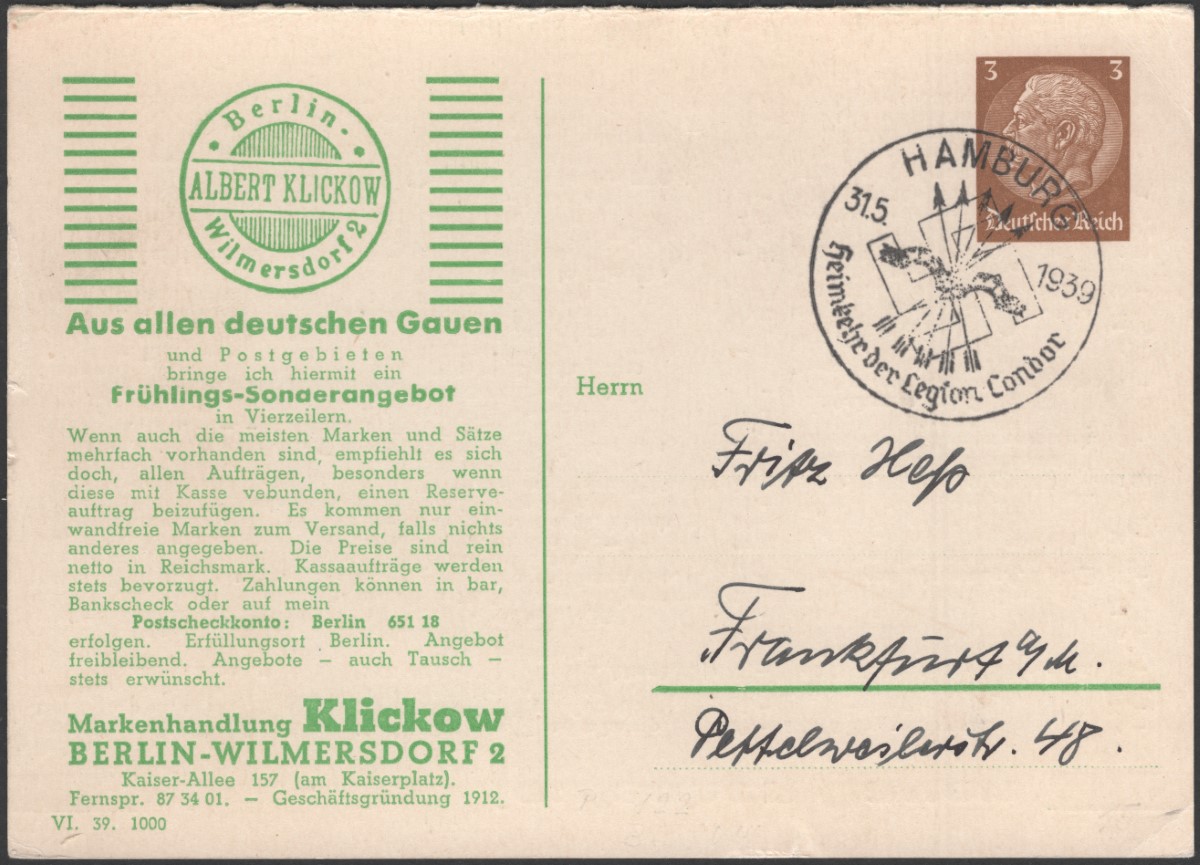 Berlin-
ALBERT KLICKOW
Wilmersdorf 2
Aus allen deutschen Gauen
und Postgebieten
bringe ich hiermit ein
Frühlings-Sonderangebot
in Vierzeilern.
Wenn auch die meisten Marken und Sätze
mehrfach vorhanden sind, empfiehlt es sich
doch, allen Aufträgen, besonders wenn
diese mit Kasse vebunden, einen Reserve-
auftrag beizufügen. Es kommen nur ein-
wandfreie Marken zum Versand, falls nichts
anderes angegeben. Die Preise sind rein
netto in Reichsmark. Kassaaufträge werden
stets bevorzugt. Zahlungen können in bar,
Bankscheck oder auf mein
Postscheckkonto: Berlin 651 18
erfolgen. Erfüllungsort Berlin. Angebot
freibleibend. Angebote – auch Tausch –
stets erwünscht.
Markenhandlung Klickow
BERLIN-WILMERSDORF 2
Kaiser-Allee 157 (am Kaiserplatz).
Fernspr. 87 34 01. – Geschäftsgründung 1912.
VI. 39. 1000
3 3
Deutsches Reich
HAMBURG
31.5. 1939
Heimkehr der Legion Condor
Herrn
Fritz Heß
Frankfurt a/M.
Pettelweilerstr. 48.